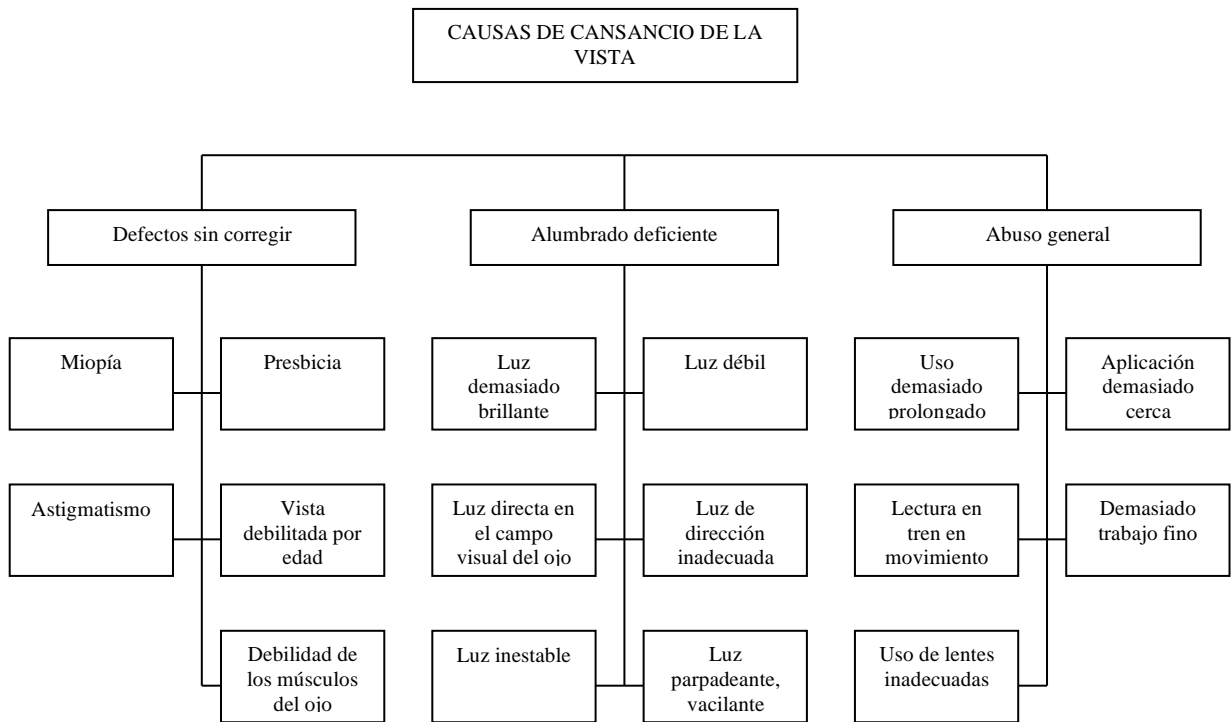 CAUSAS DE CANSANCIO DE LA
VISTA
Defectos sin corregir
Alumbrado deficiente
Abuso general
Miopía
Presbicia
Luz
demasiado
brillante
Luz débil
Uso
demasiado
prolongado
Aplicación
demasiado
cerca
Astigmatismo
Vista
debilitada por
edad
Luz directa en
el campo
visual del ojo
Luz de
dirección
inadecuada
Lectura en
tren en
movimiento
Demasiado
trabajo fino
Debilidad de
los músculos
del ojo
Luz inestable
Luz
parpadeante,
vacilante
Uso de lentes
inadecuadas